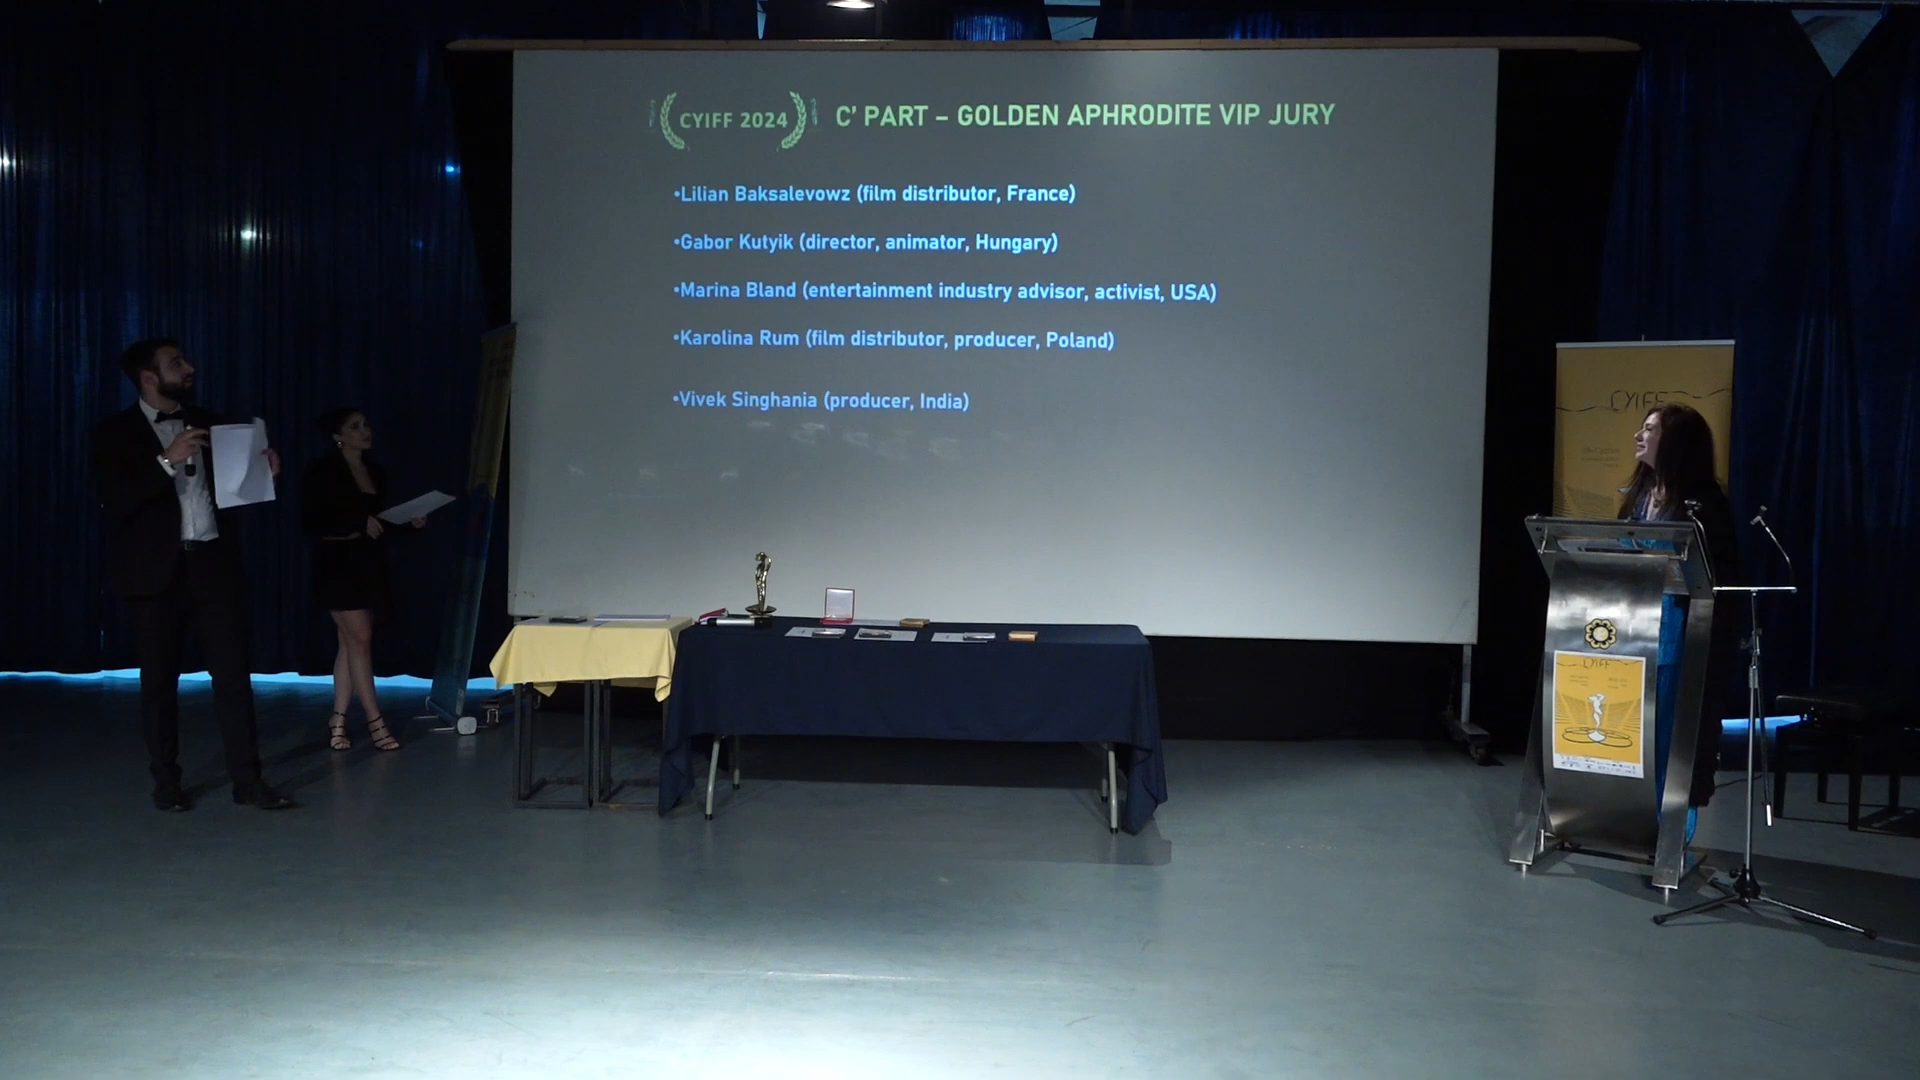 CYIFF 2024 C' PART – GOLDEN APHRODITE VIP JURY
•Lilian Baksalevowz (film distributor, France)
•Gabor Kutyik (director, animator, Hungary)
•Marina Bland (entertainment industry advisor, activist, USA)
•Karolina Rum (film distributor, producer, Poland)
•Vivek Singhania (producer, India)
CYIFF
CYIFF